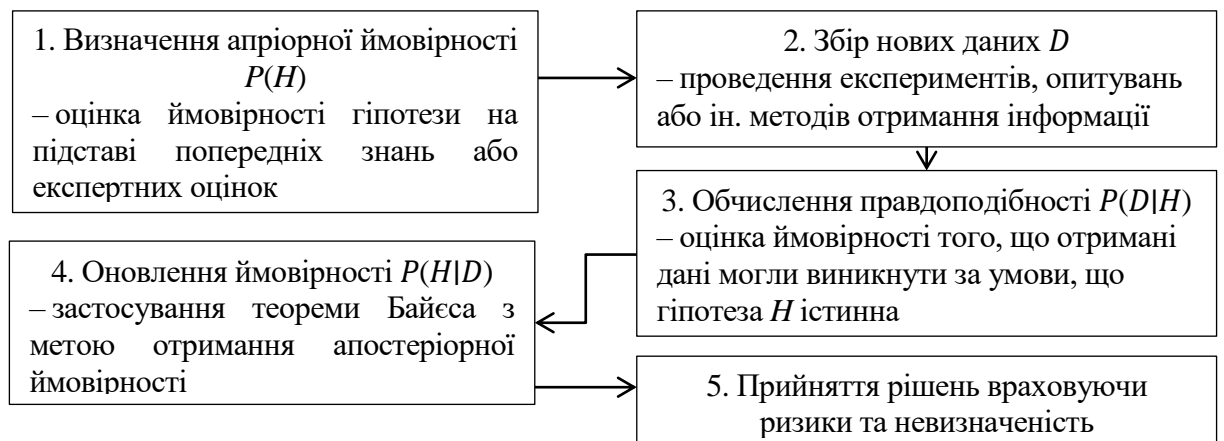 1. Визначення апріорної ймовірності
P(H)
– оцінка ймовірності гіпотези на
підставі попередніх знань або
експертних оцінок
2. Збір нових даних D
– проведення експериментів, опитувань
або ін. методів отримання інформації
3. Обчислення правдоподібності P(D|H)
– оцінка ймовірності того, що отримані
дані могли виникнути за умови, що
гіпотеза H істинна
4. Оновлення ймовірності P(H|D)
– застосування теореми Байєса з
метою отримання апостеріорної
ймовірності
5. Прийняття рішень враховуючи
ризики та невизначеність